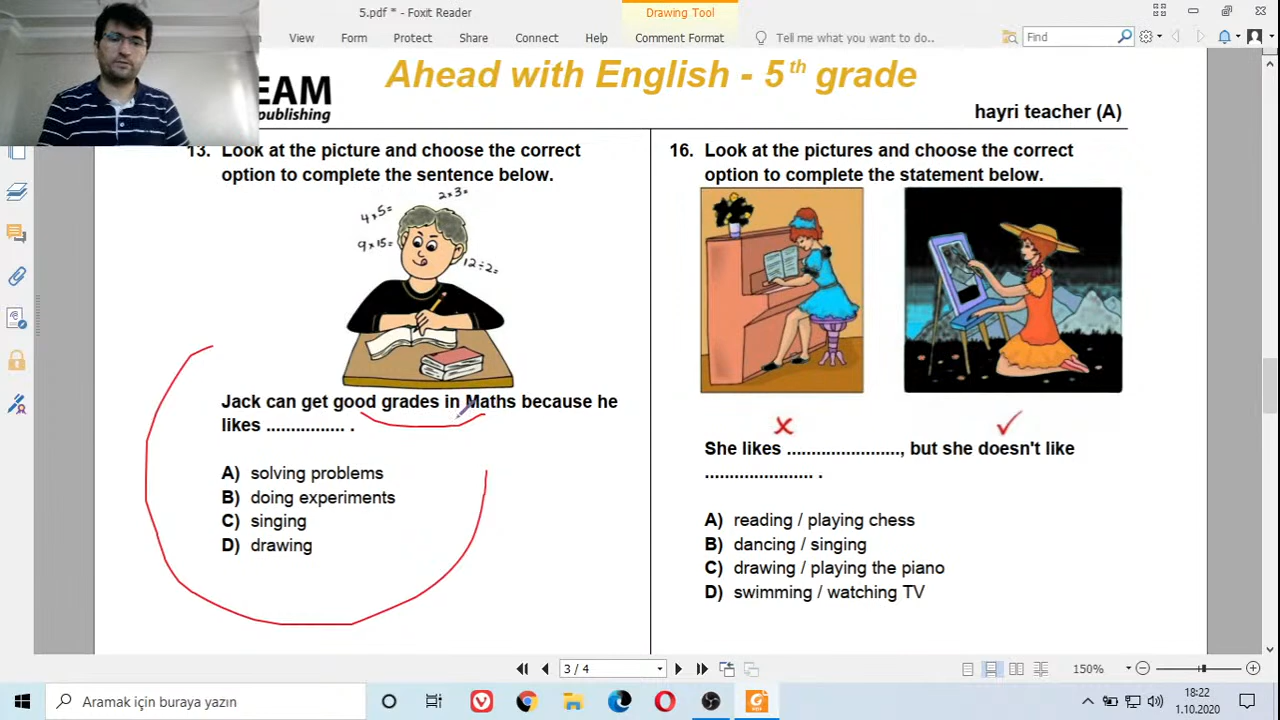 5.pdf * - Foxit Reader
Drawing Tool
View Form Protect Share Connect Help Comment Format Tell me what you want to do.. Find
EAM
publishing
Ahead with English - 5th grade
hayri teacher (A)
13. Look at the picture and choose the correct
option to complete the sentence below.
2x3=
4x5=
9x15=
12÷2=
Jack can get good grades in Maths because he
likes ................ .
A) solving problems
B) doing experiments
C) singing
D) drawing
16. Look at the pictures and choose the correct
option to complete the statement below.
She likes ......................., but she doesn't like
...................... .
A) reading / playing chess
B) dancing / singing
C) drawing / playing the piano
D) swimming / watching TV
3 / 4
150%
Aramak için buraya yazın
18:22
1.10.2020